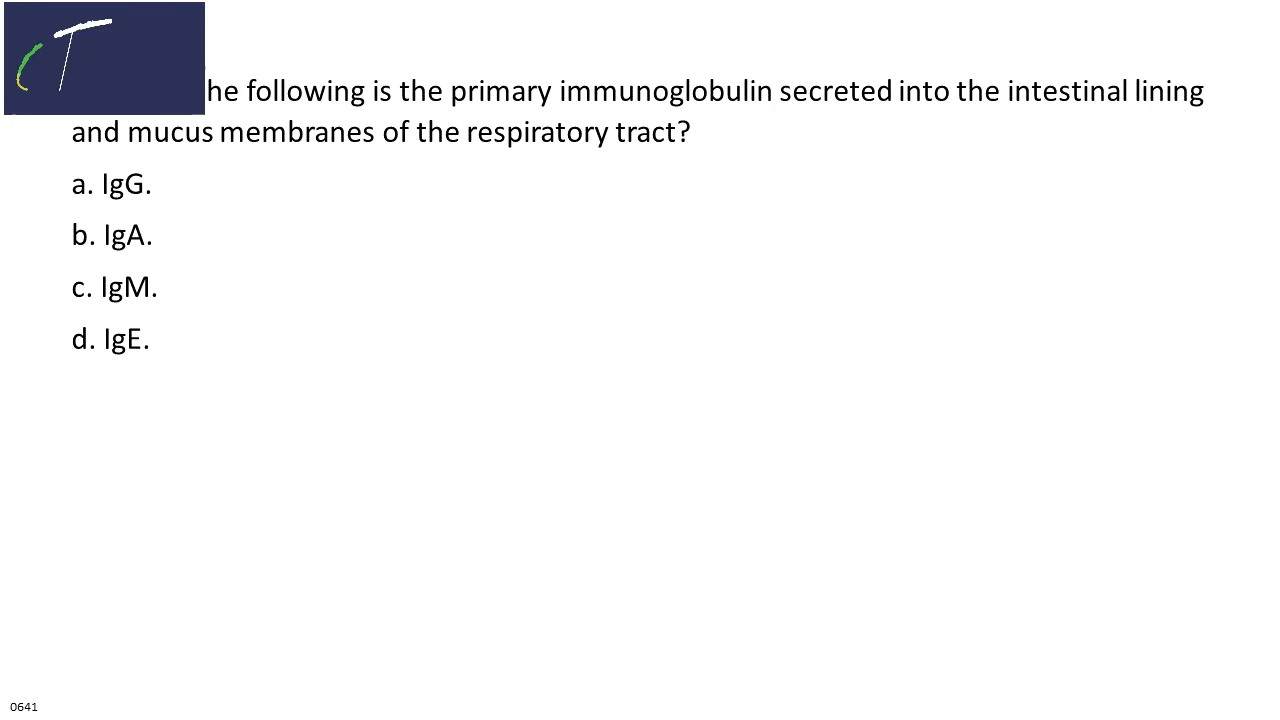 he following is the primary immunoglobulin secreted into the intestinal lining
and mucus membranes of the respiratory tract?
a. IgG.
b. IgA.
c. IgM.
d. IgE.
0641